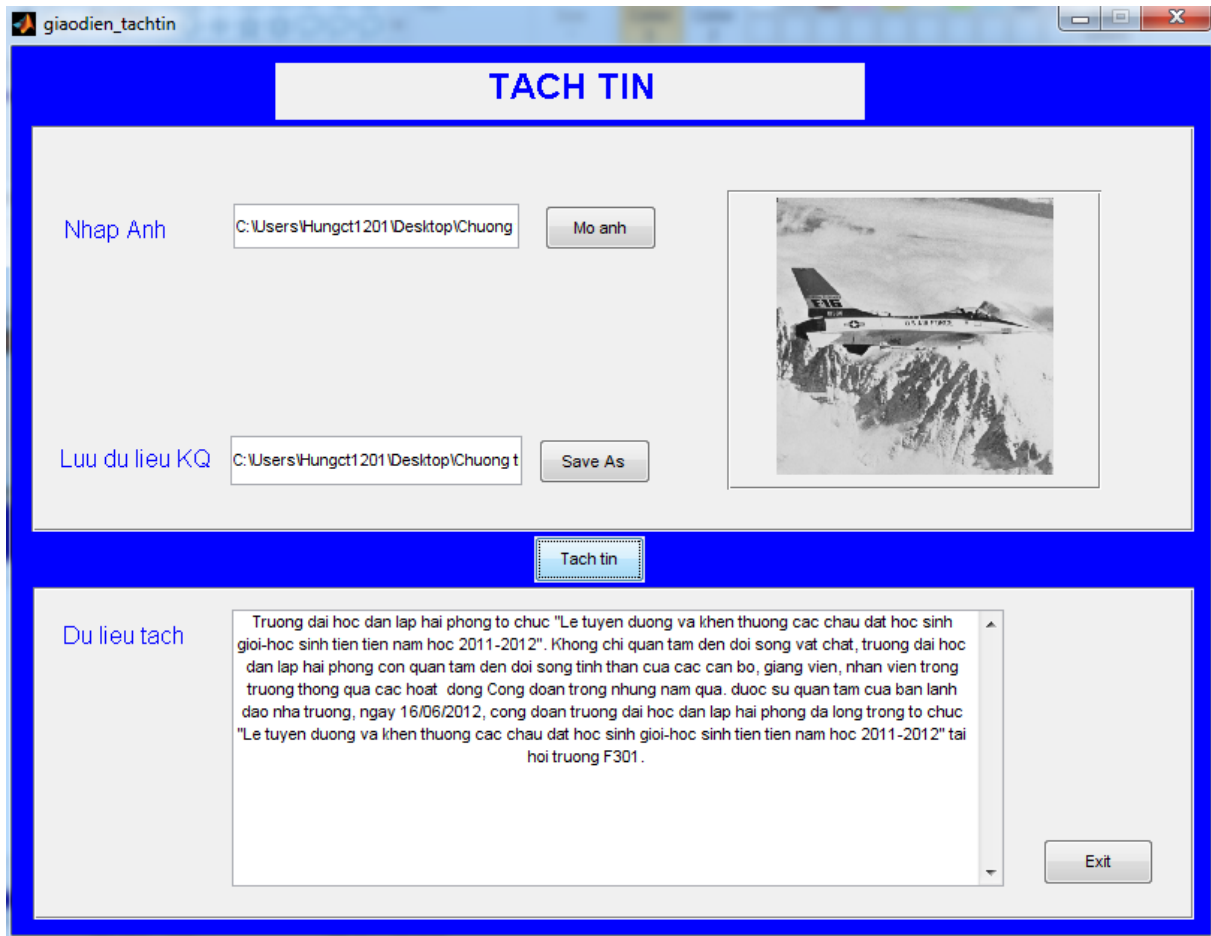 giaodien_tachtin
TACH TIN
Nhap Anh
C:\Users\Hungct1201\Desktop\Chuong
Mo anh
F16
U.S. AIR FORCE
Luu du lieu KQ
C:\Users\Hungct1201\Desktop\Chuong t
Save As
Tach tin
Du lieu tach
Truong dai hoc dan lap hai phong to chuc "Le tuyen duong va khen thuong cac chau dat hoc sinh
gioi-hoc sinh tien tien nam hoc 2011-2012". Khong chi quan tam den doi song vat chat, truong dai hoc
dan lap hai phong con quan tam den doi song tinh than cua cac can bo, giang vien, nhan vien trong
truong thong qua cac hoat  dong Cong doan trong nhung nam qua. duoc su quan tam cua ban lanh
dao nha truong, ngay 16/06/2012, cong doan truong dai hoc dan lap hai phong da long trong to chuc
"Le tuyen duong va khen thuong cac chau dat hoc sinh gioi-hoc sinh tien tien nam hoc 2011-2012" tai
hoi truong F301.
Exit